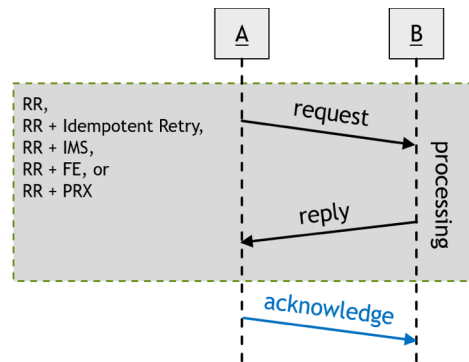 A
B
RR,
RR + Idempotent Retry,
RR + IMS,
RR + FE, or
RR + PRX
request
processing
reply
acknowledge